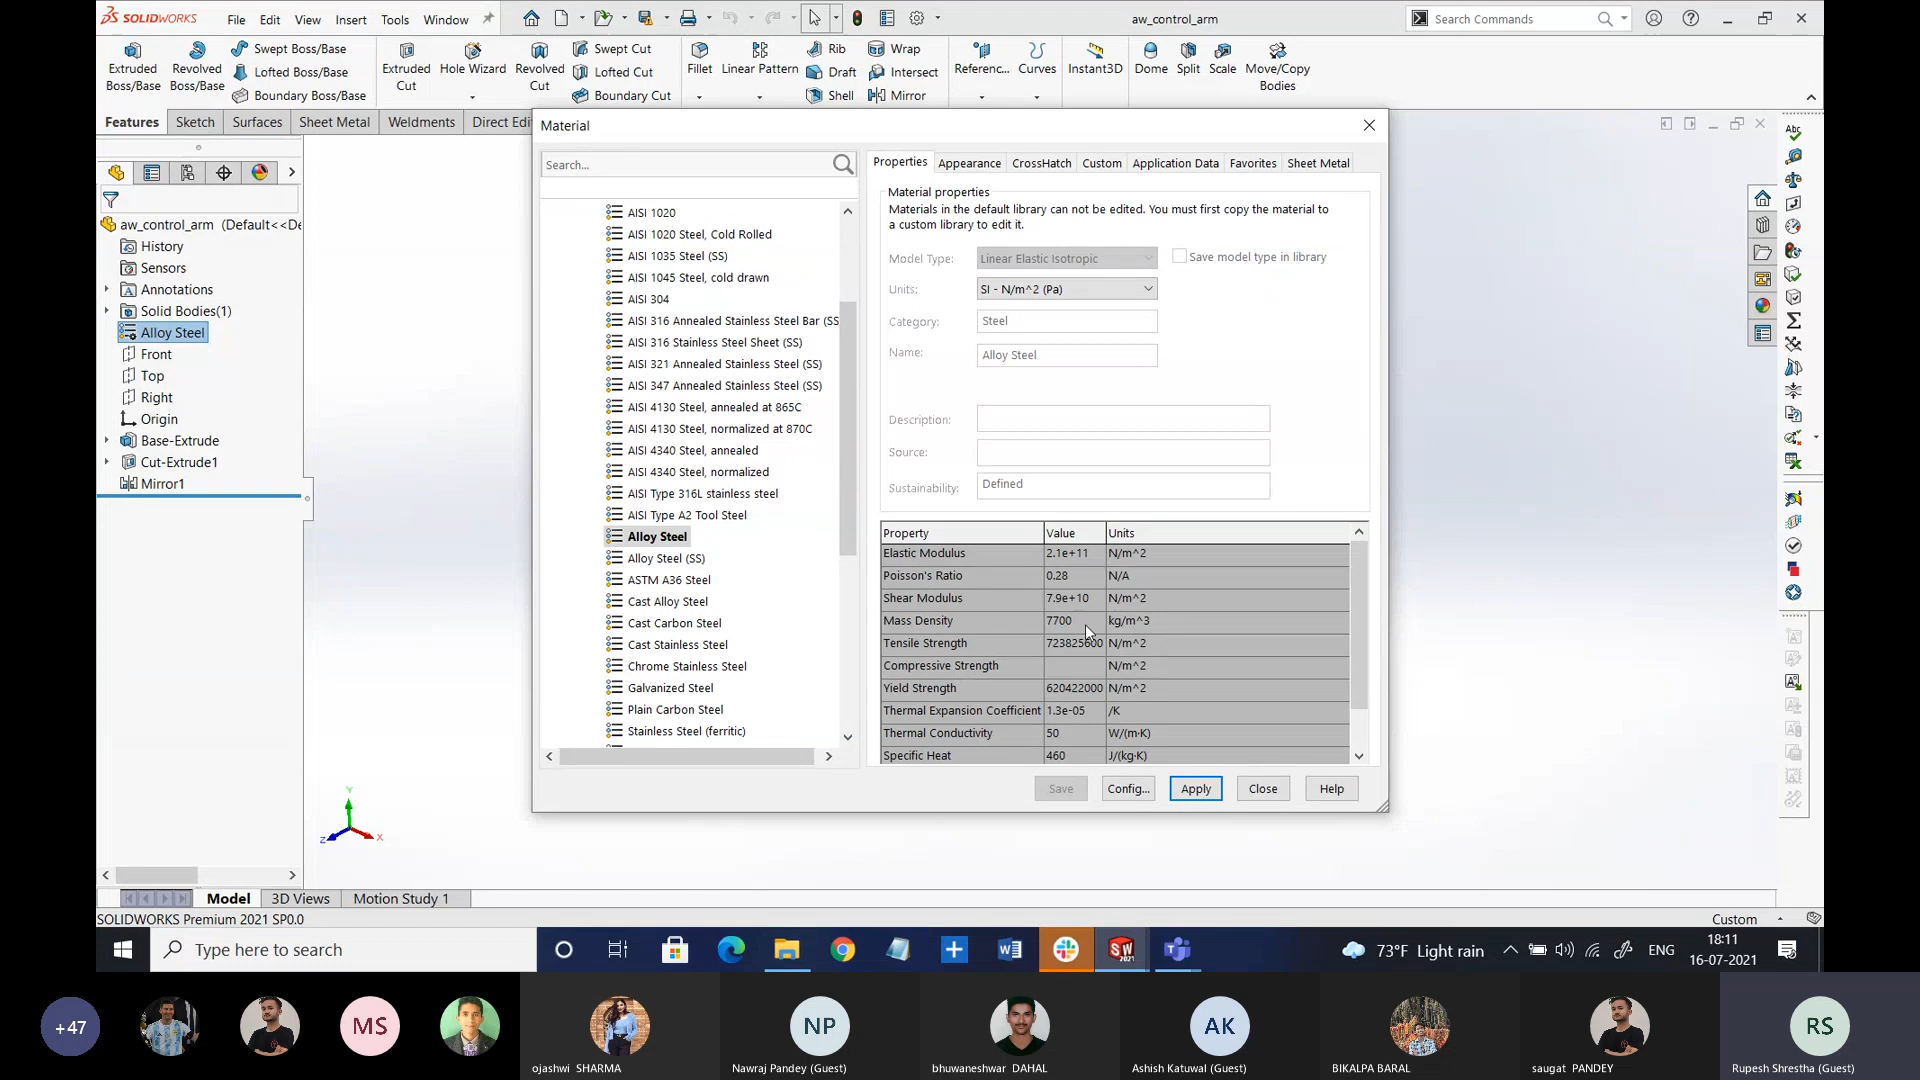 SOLIDWORKS File Edit View Insert Tools Window aw_control_arm Search Commands
Extruded Boss/Base
Revolved Boss/Base
Swept Boss/Base
Lofted Boss/Base
Boundary Boss/Base
Extruded Cut
Hole Wizard
Revolved Cut
Swept Cut
Lofted Cut
Boundary Cut
Fillet
Linear Pattern
Rib
Draft
Shell
Wrap
Intersect
Mirror
Referenc...
Curves
Instant3D
Dome
Split
Scale
Move/Copy Bodies
Features Sketch Surfaces Sheet Metal Weldments Direct Edi
aw_control_arm (Default<<De
History
Sensors
Annotations
Solid Bodies(1)
Alloy Steel
Front
Top
Right
Origin
Base-Extrude
Cut-Extrude1
Mirror1
Material
Search...
AISI 1020
AISI 1020 Steel, Cold Rolled
AISI 1035 Steel (SS)
AISI 1045 Steel, cold drawn
AISI 304
AISI 316 Annealed Stainless Steel Bar (SS
AISI 316 Stainless Steel Sheet (SS)
AISI 321 Annealed Stainless Steel (SS)
AISI 347 Annealed Stainless Steel (SS)
AISI 4130 Steel, annealed at 865C
AISI 4130 Steel, normalized at 870C
AISI 4340 Steel, annealed
AISI 4340 Steel, normalized
AISI Type 316L stainless steel
AISI Type A2 Tool Steel
Alloy Steel
Alloy Steel (SS)
ASTM A36 Steel
Cast Alloy Steel
Cast Carbon Steel
Cast Stainless Steel
Chrome Stainless Steel
Galvanized Steel
Plain Carbon Steel
Stainless Steel (ferritic)
Properties Appearance CrossHatch Custom Application Data Favorites Sheet Metal
Material properties
Materials in the default library can not be edited. You must first copy the material to
a custom library to edit it.
Model Type: Linear Elastic Isotropic Save model type in library
Units: SI - N/m^2 (Pa)
Category: Steel
Name: Alloy Steel
Description:
Source:
Sustainability: Defined
Property Value Units
Elastic Modulus 2.1e+11 N/m^2
Poisson's Ratio 0.28 N/A
Shear Modulus 7.9e+10 N/m^2
Mass Density 7700 kg/m^3
Tensile Strength 723825600 N/m^2
Compressive Strength N/m^2
Yield Strength 620422000 N/m^2
Thermal Expansion Coefficient 1.3e-05 /K
Thermal Conductivity 50 W/(m·K)
Specific Heat 460 J/(kg·K)
Save Config... Apply Close Help
Y
Z X
Model 3D Views Motion Study 1
SOLIDWORKS Premium 2021 SP0.0 Custom
Type here to search
73°F Light rain ENG
18:11
16-07-2021
+47 MS NP AK RS
ojashwi SHARMA Nawraj Pandey (Guest) bhuwaneshwar DAHAL Ashish Katuwal (Guest) BIKALPA BARAL saugat PANDEY Rupesh Shrestha (Guest)